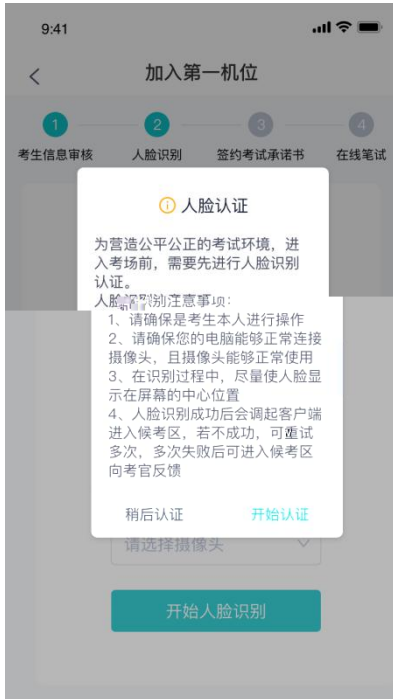 9:41
加入第一机位
1
2
3
4
考生信息审核
人脸识别
签约考试承诺书
在线笔试
人脸认证
为营造公平公正的考试环境，进
入考场前，需要先进行人脸识别
认证。
人脸识别注意事项：
1、请确保是考生本人进行操作
2、请确保您的电脑能够正常连接
摄像头，且摄像头能够正常使用
3、在识别过程中，尽量使人脸显
示在屏幕的中心位置
4、人脸识别成功后会调起客户端
进入候考区，若不成功，可重试
多次，多次失败后可进入候考区
向考官反馈
稍后认证
开始认证
请选择摄像头
开始人脸识别